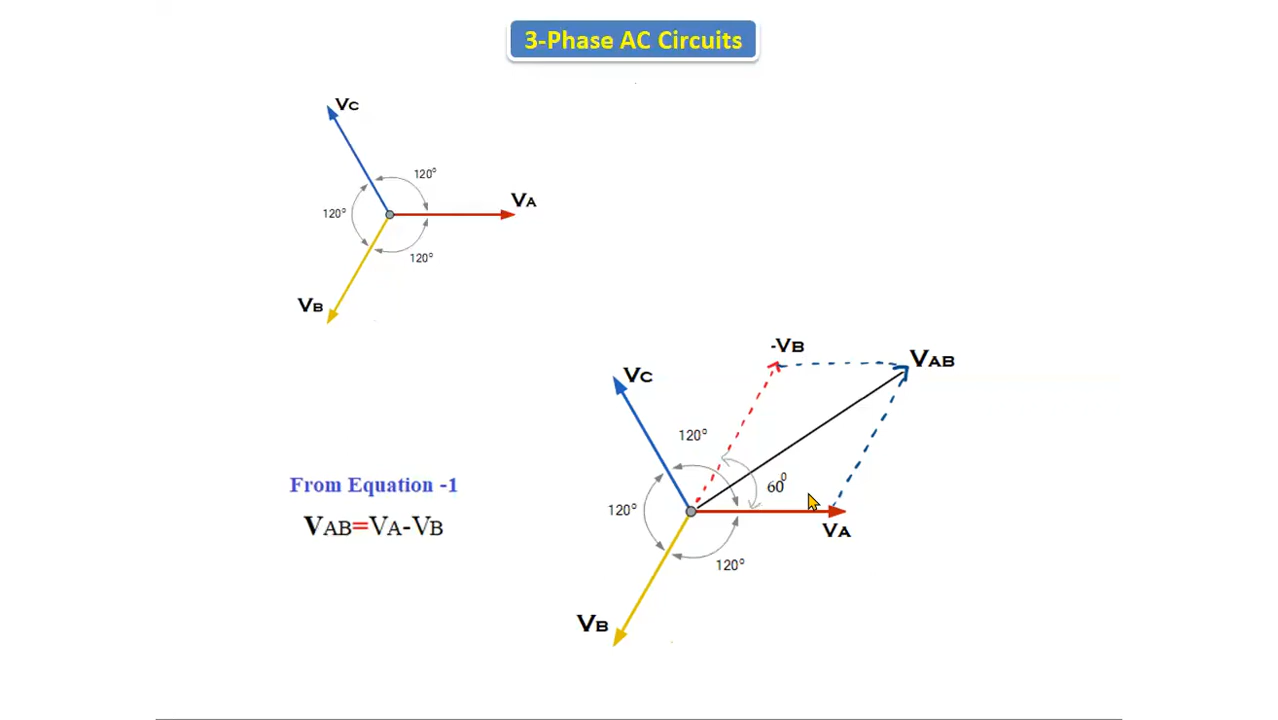 3-Phase AC Circuits
VC
120°
VA
120°
120°
VB
-VB
VAB
VC
120°
60⁰
From Equation -1
120°
VAB=VA-VB
VA
120°
VB